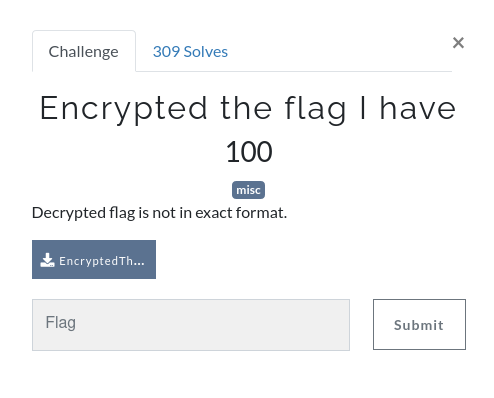 Challenge 309 Solves ×
Encrypted the flag I have
100
misc
Decrypted flag is not in exact format.
EncryptedTh...
Flag Submit